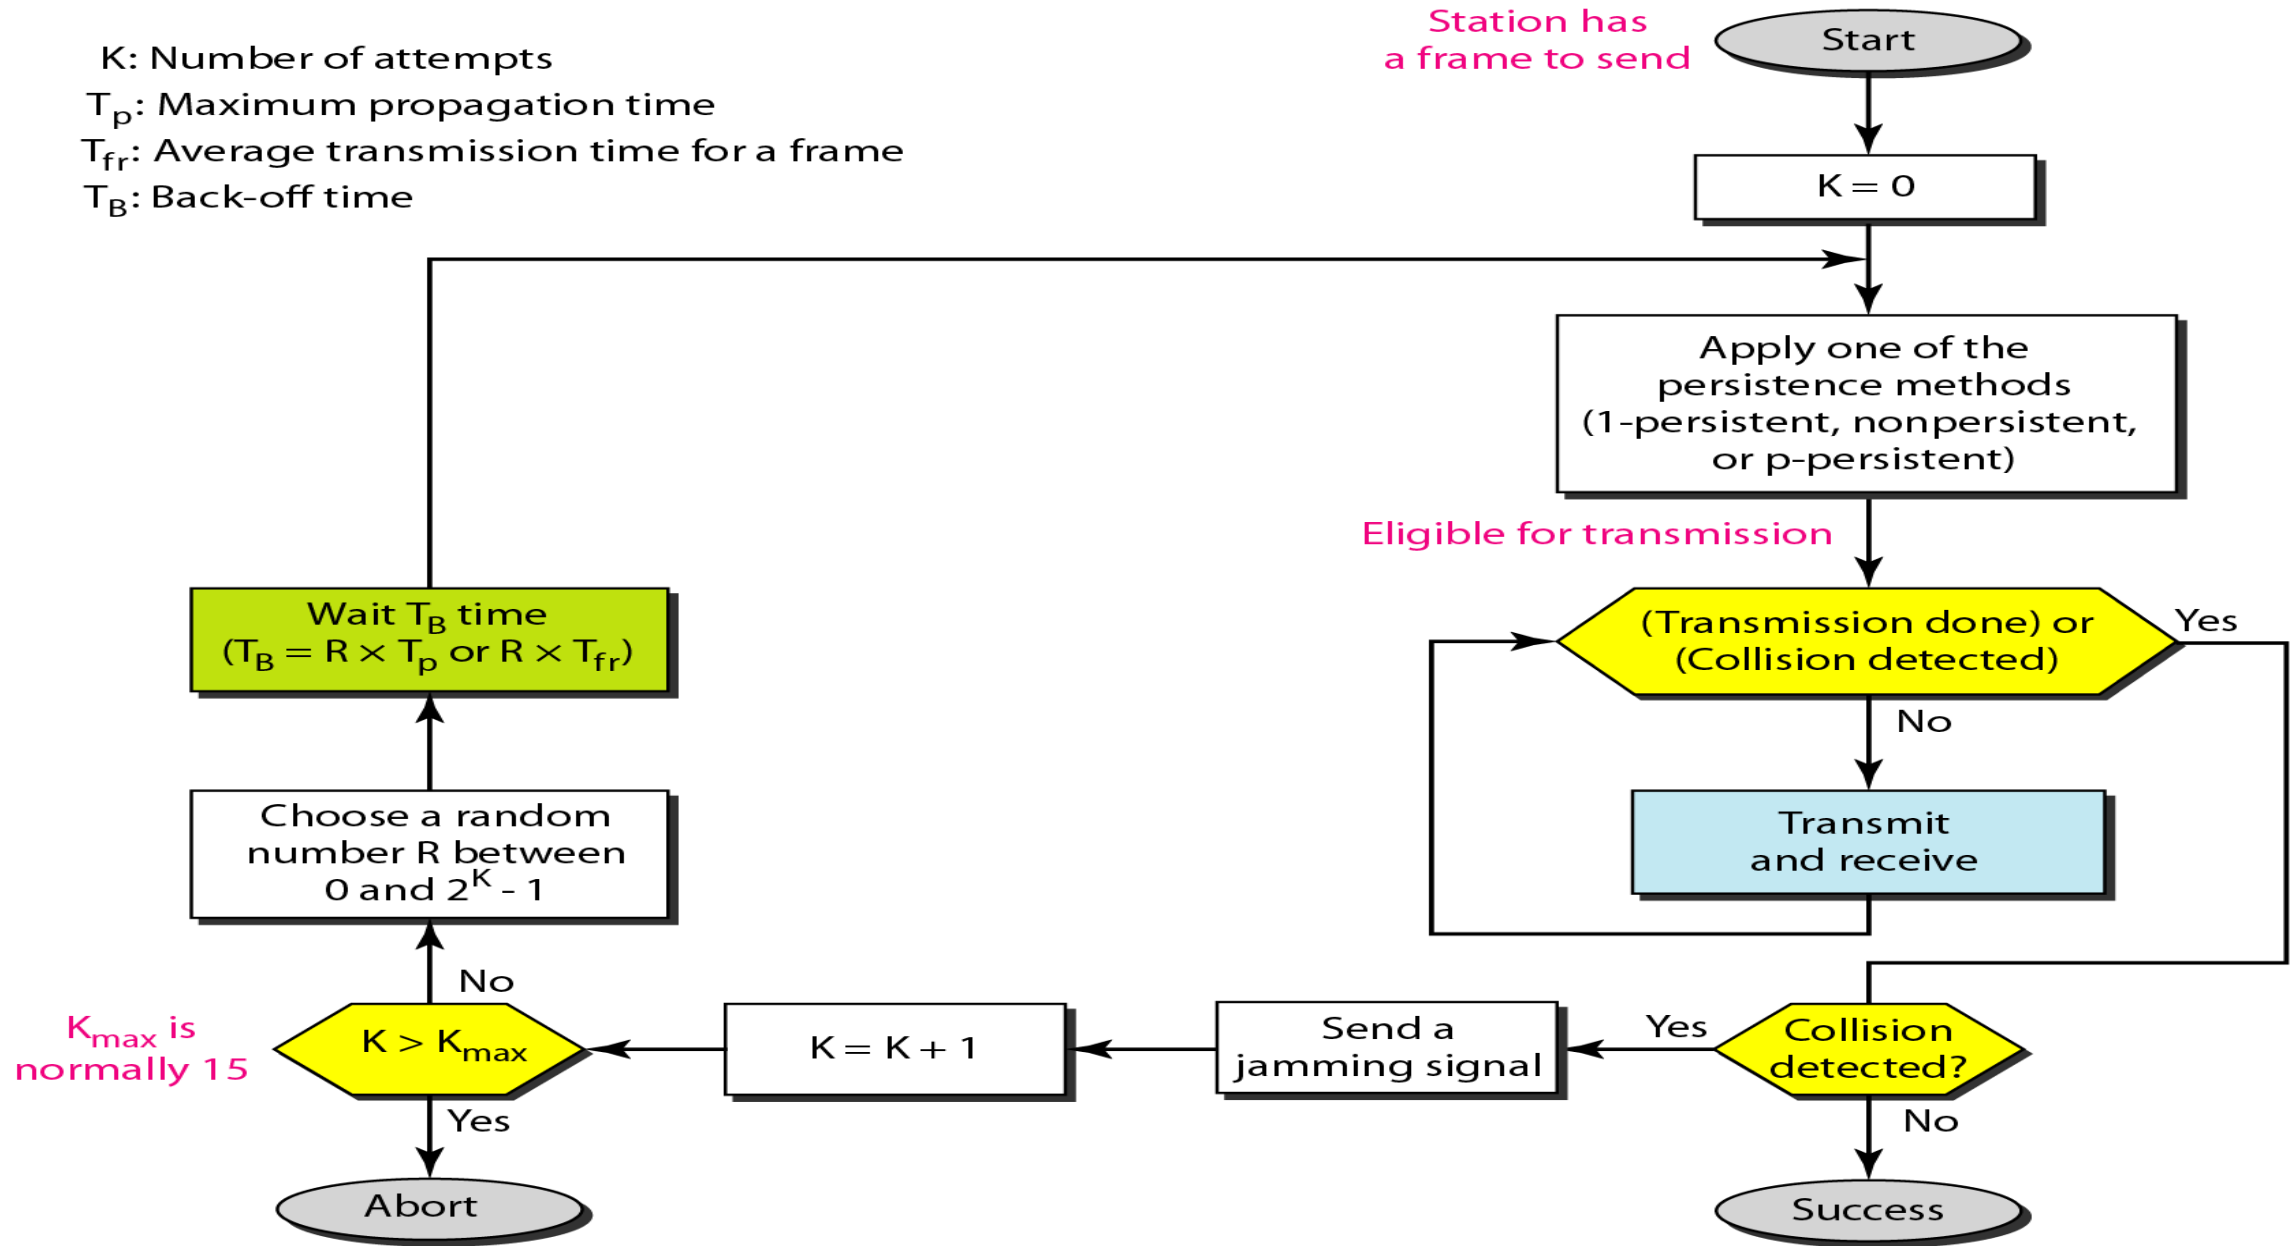 K: Number of attempts
Tp: Maximum propagation time
Tfr: Average transmission time for a frame
TB: Back-off time
Station has
a frame to send
Start
K = 0
Apply one of the
persistence methods
(1-persistent, nonpersistent,
or p-persistent)
Eligible for transmission
(Transmission done) or
(Collision detected)
Yes
No
Transmit
and receive
Wait TB time
(TB = R × Tp or R × Tfr)
Choose a random
number R between
0 and 2^K - 1
No
Kmax is
normally 15
K > Kmax
K = K + 1
Send a
jamming signal
Yes
Collision
detected?
Yes
No
Abort
Success